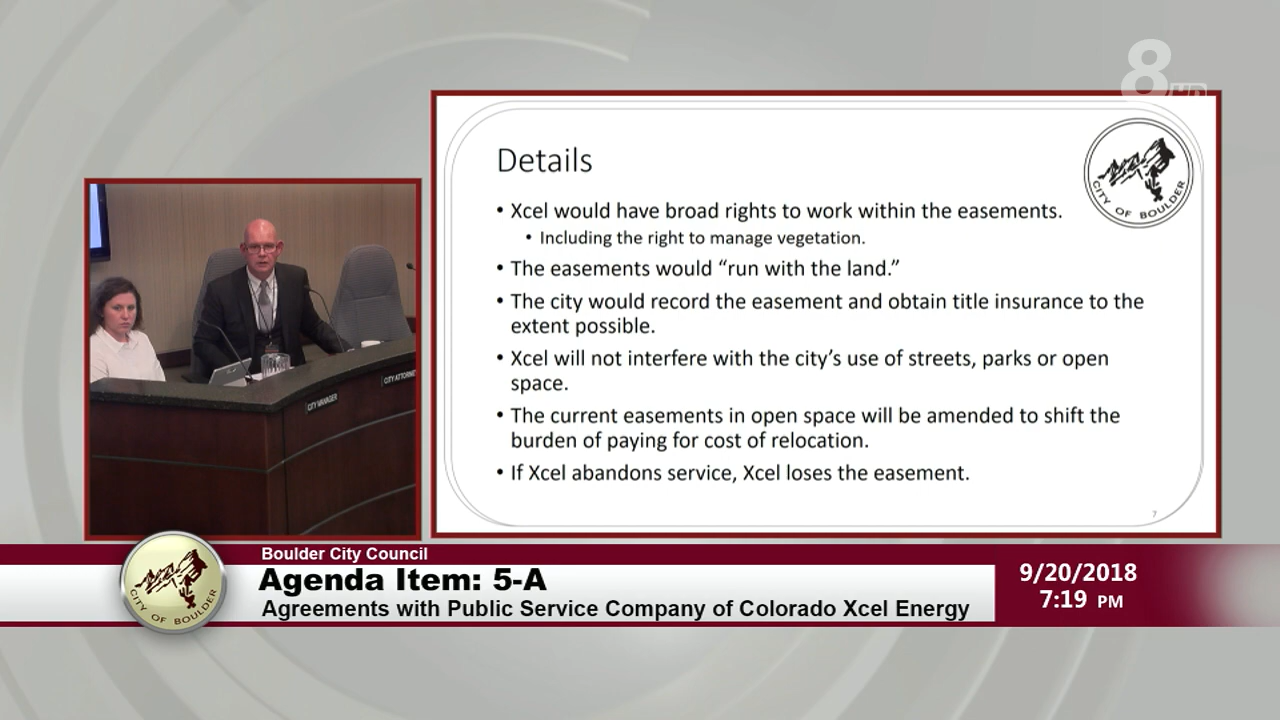 8
HD
Details
CITY OF BOULDER
• Xcel would have broad rights to work within the easements.
• Including the right to manage vegetation.
• The easements would “run with the land.”
• The city would record the easement and obtain title insurance to the
extent possible.
• Xcel will not interfere with the city’s use of streets, parks or open
space.
• The current easements in open space will be amended to shift the
burden of paying for cost of relocation.
• If Xcel abandons service, Xcel loses the easement.
7
CITY MANAGER
CITY ATTORNEY
Boulder City Council
Agenda Item: 5-A
Agreements with Public Service Company of Colorado Xcel Energy
CITY OF BOULDER
9/20/2018
7:19 PM